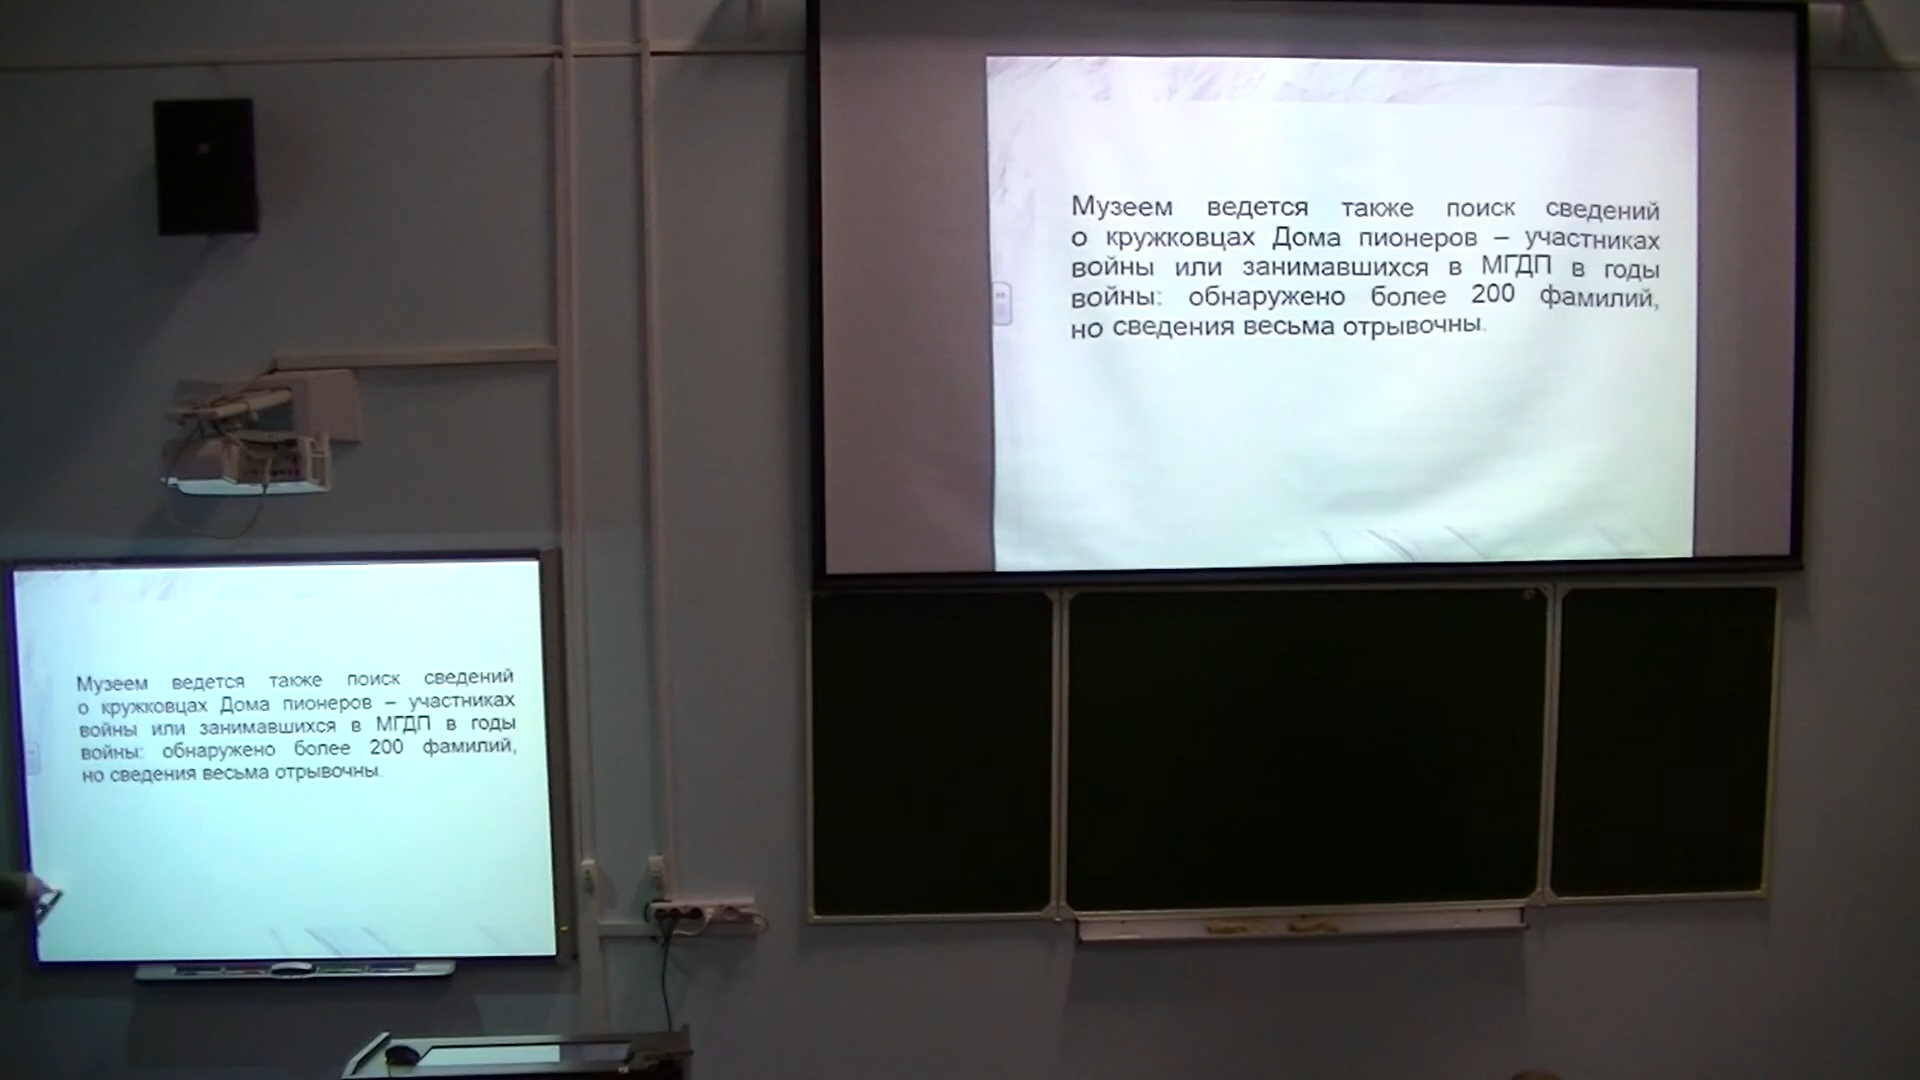 Музеем ведется также поиск сведений
о кружковцах Дома пионеров – участниках
войны или занимавшихся в МГДП в годы
войны: обнаружено более 200 фамилий,
но сведения весьма отрывочны.
Музеем ведется также поиск сведений
о кружковцах Дома пионеров – участниках
войны или занимавшихся в МГДП в годы
войны: обнаружено более 200 фамилий,
но сведения весьма отрывочны.